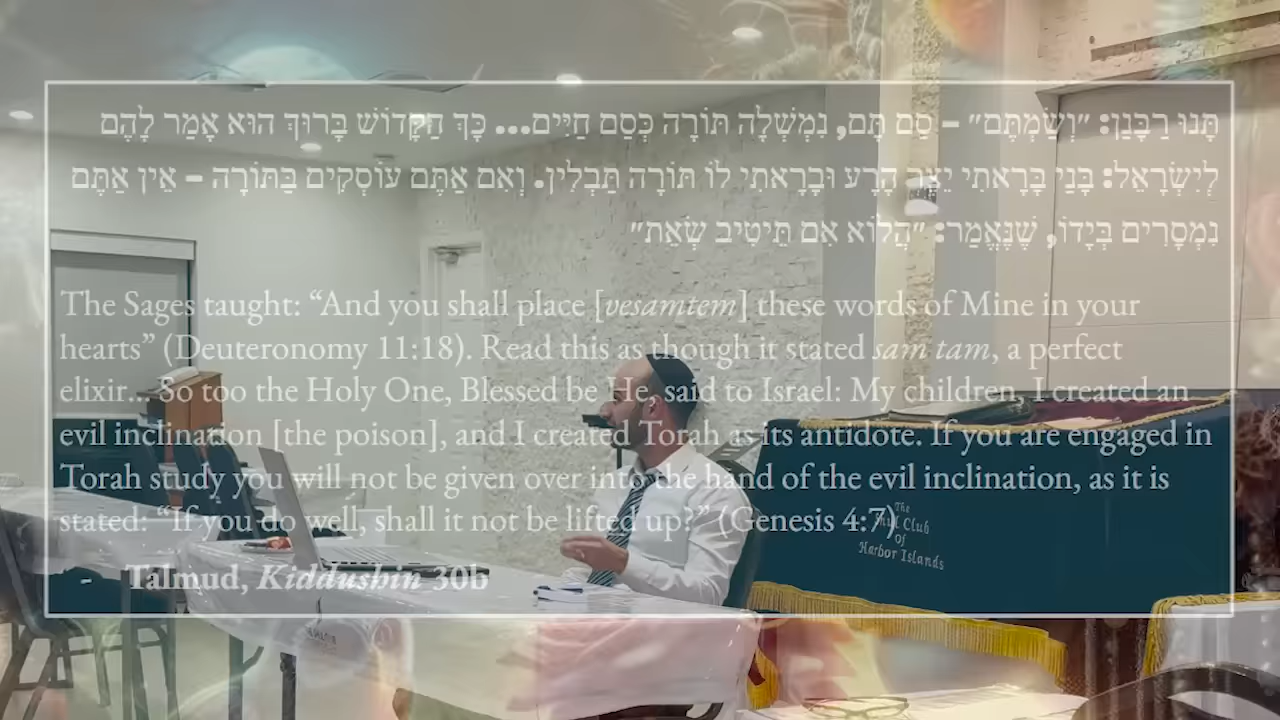 תָּנוּ רַבָּנַן: ״וְשַׂמְתֶּם״ – סַם תָּם, נִמְשְׁלָה תּוֹרָה כְּסַם חַיִּים... כָּךְ הַקָּדוֹשׁ בָּרוּךְ הוּא אָמַר לָהֶם
לְיִשְׂרָאֵל: בָּנַי בָּרָאתִי יֵצֶר הָרָע וּבָרָאתִי לוֹ תּוֹרָה תַּבְלִין. וְאִם אַתֶּם עוֹסְקִים בַּתּוֹרָה – אֵין אַתֶּם
נִמְסָרִים בְּיָדוֹ, שֶׁנֶּאֱמַר: ״הֲלוֹא אִם תֵּיטִיב שְׂאֵת״
The Sages taught: “And you shall place [vesamtem] these words of Mine in your
hearts” (Deuteronomy 11:18). Read this as though it stated sam tam, a perfect
elixir... So too the Holy One, Blessed be He, said to Israel: My children, I created an
evil inclination [the poison], and I created Torah as its antidote. If you are engaged in
Torah study you will not be given over into the hand of the evil inclination, as it is
stated: “If you do well, shall it not be lifted up?” (Genesis 4:7)
- Talmud, Kiddushin 30b
The
Shul Club
of
Harbor Islands